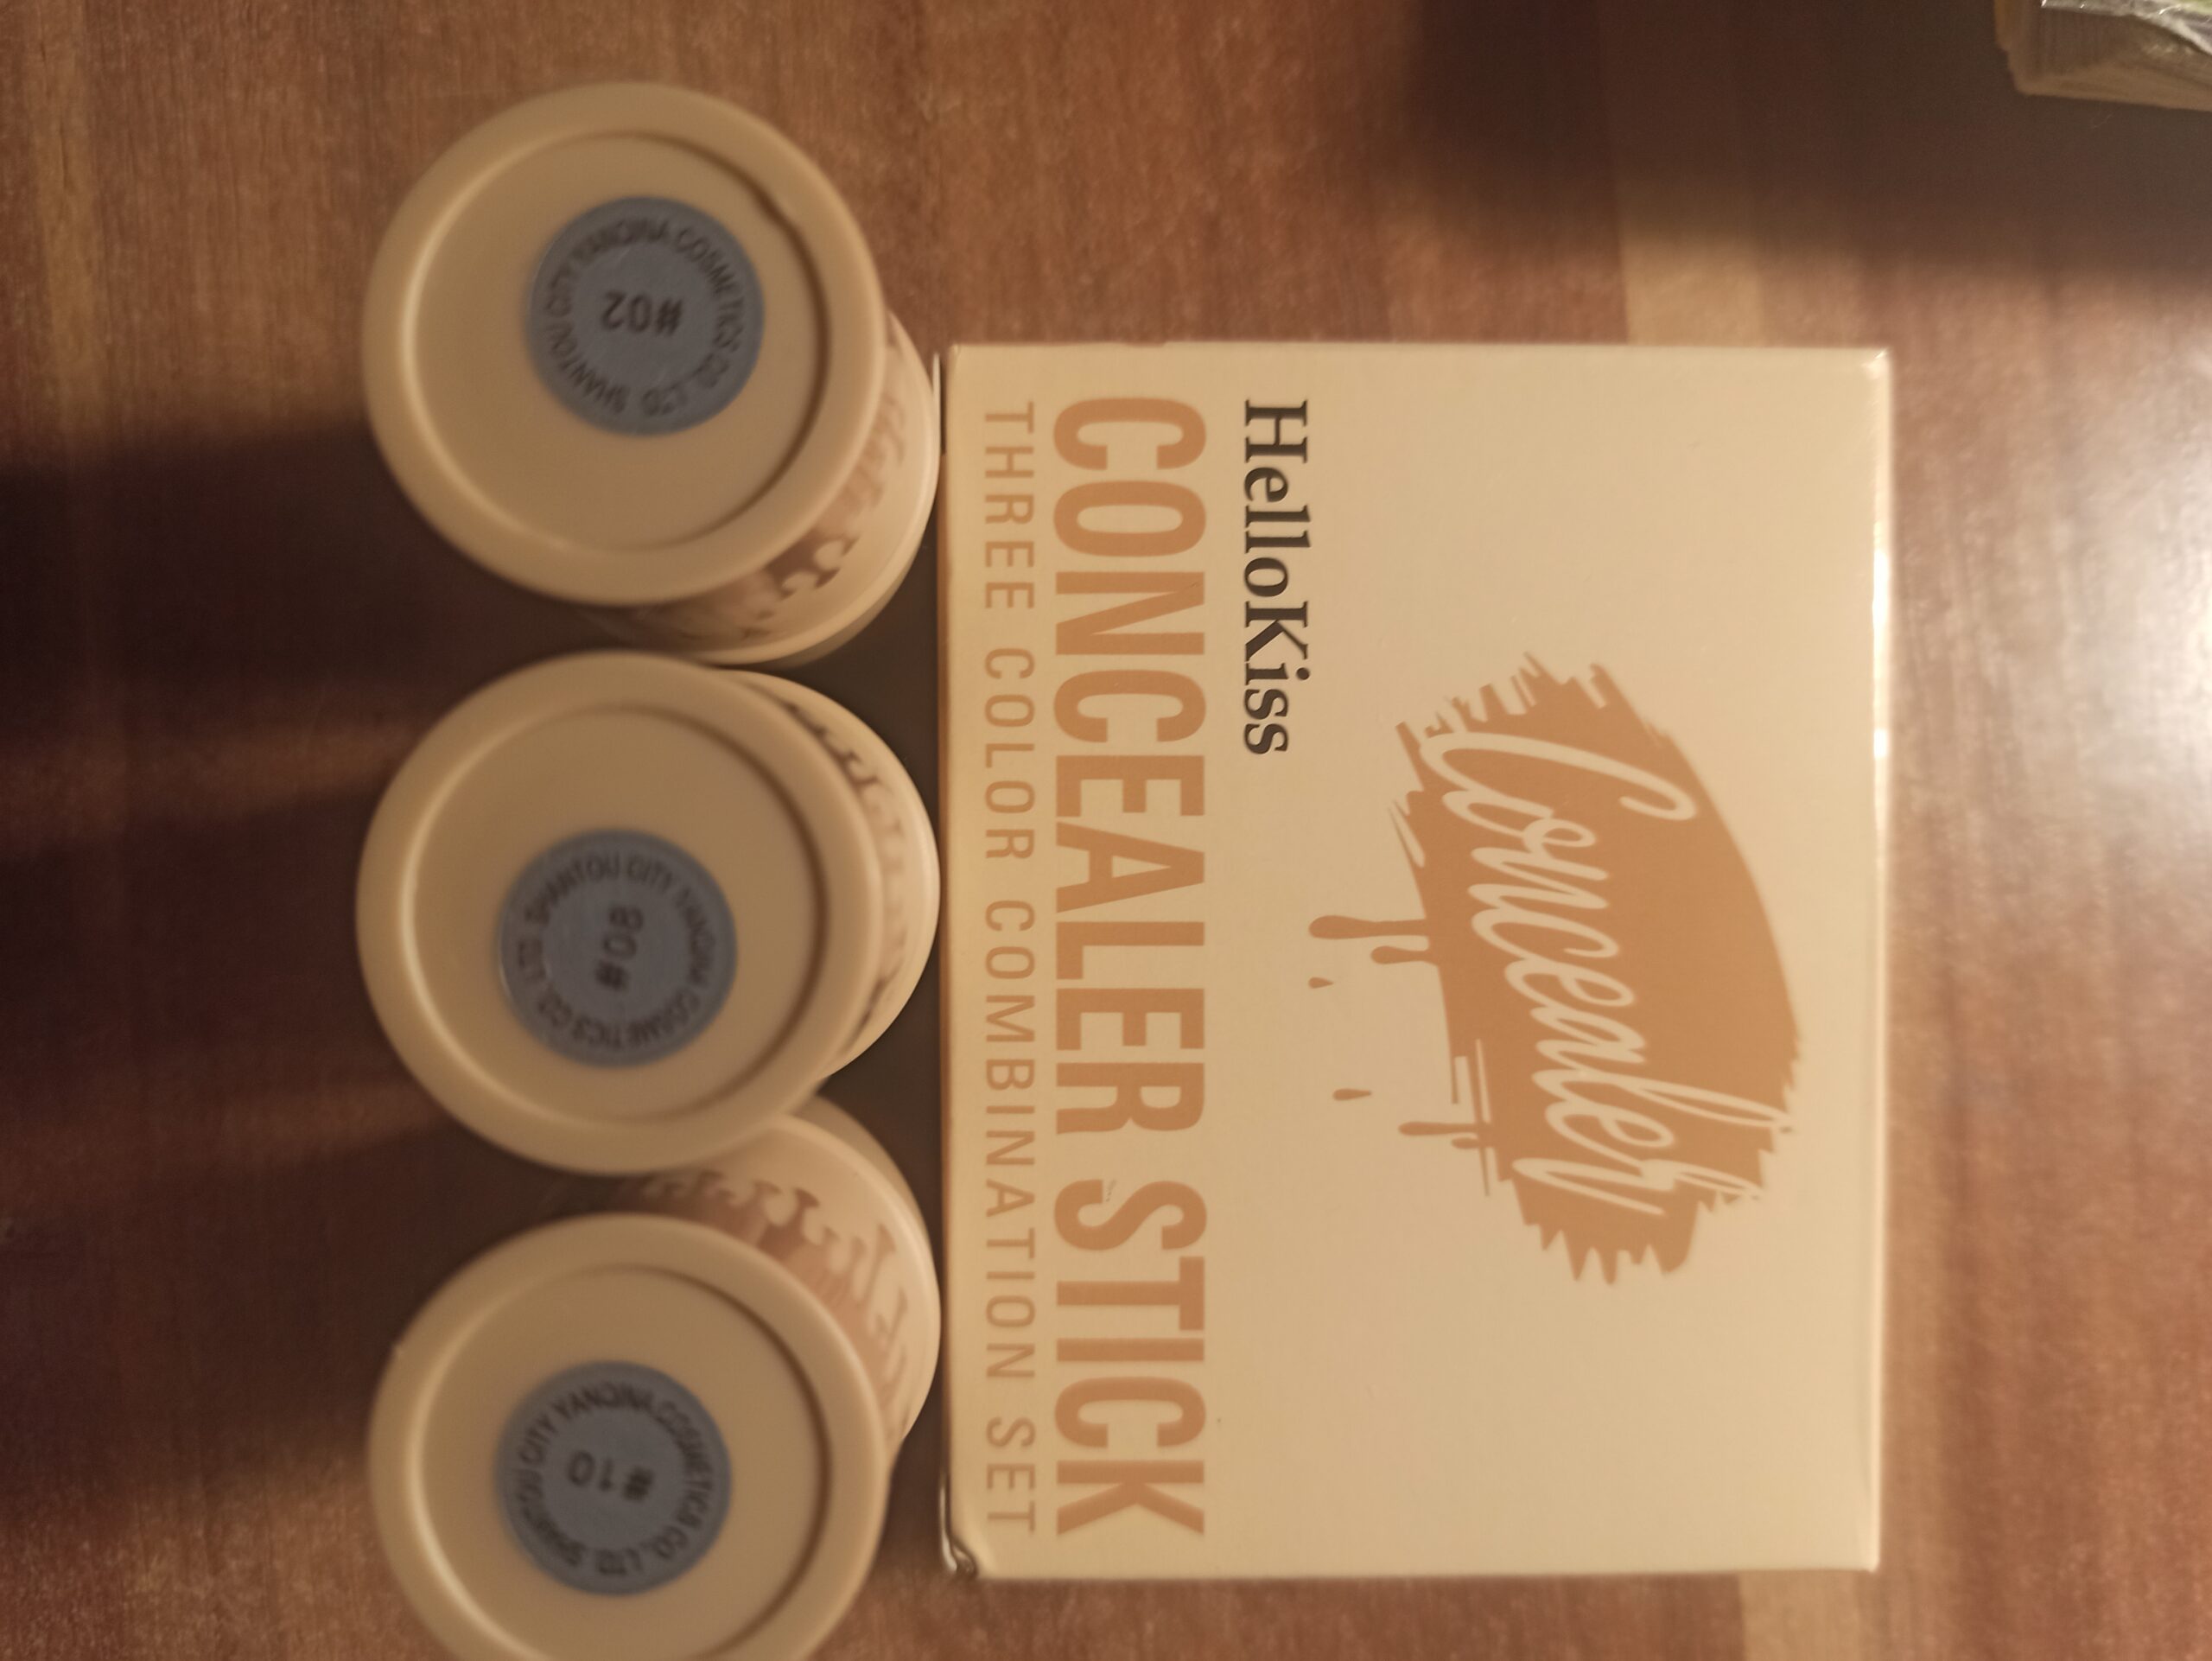 Concealer
HelloKiss
CONCEALER STICK
THREE COLOR COMBINATION SET
SHANTOU CITY YANQINA COSMETICS CO., LTD.
#02
SHANTOU CITY YANQINA COSMETICS CO., LTD.
#08
SHANTOU CITY YANQINA COSMETICS CO., LTD.
#10